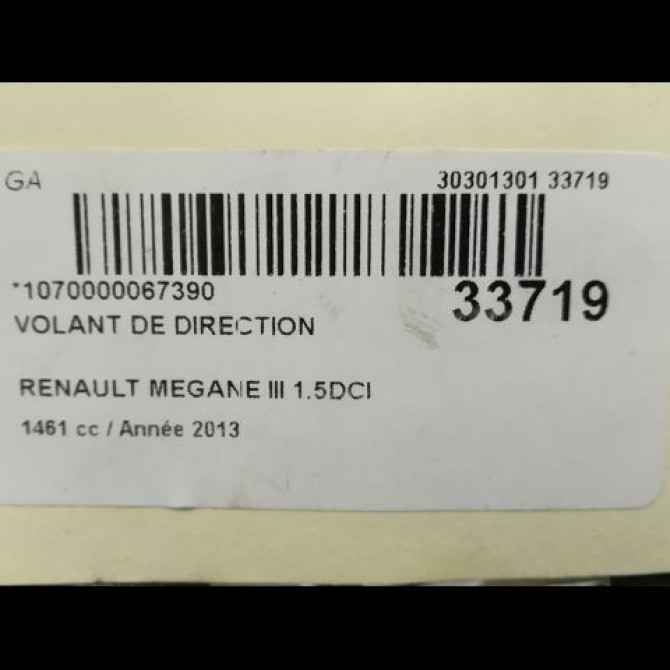 GA 30301301 33719
*1070000067390 33719
VOLANT DE DIRECTION
RENAULT MEGANE III 1.5DCI
1461 cc / Année 2013